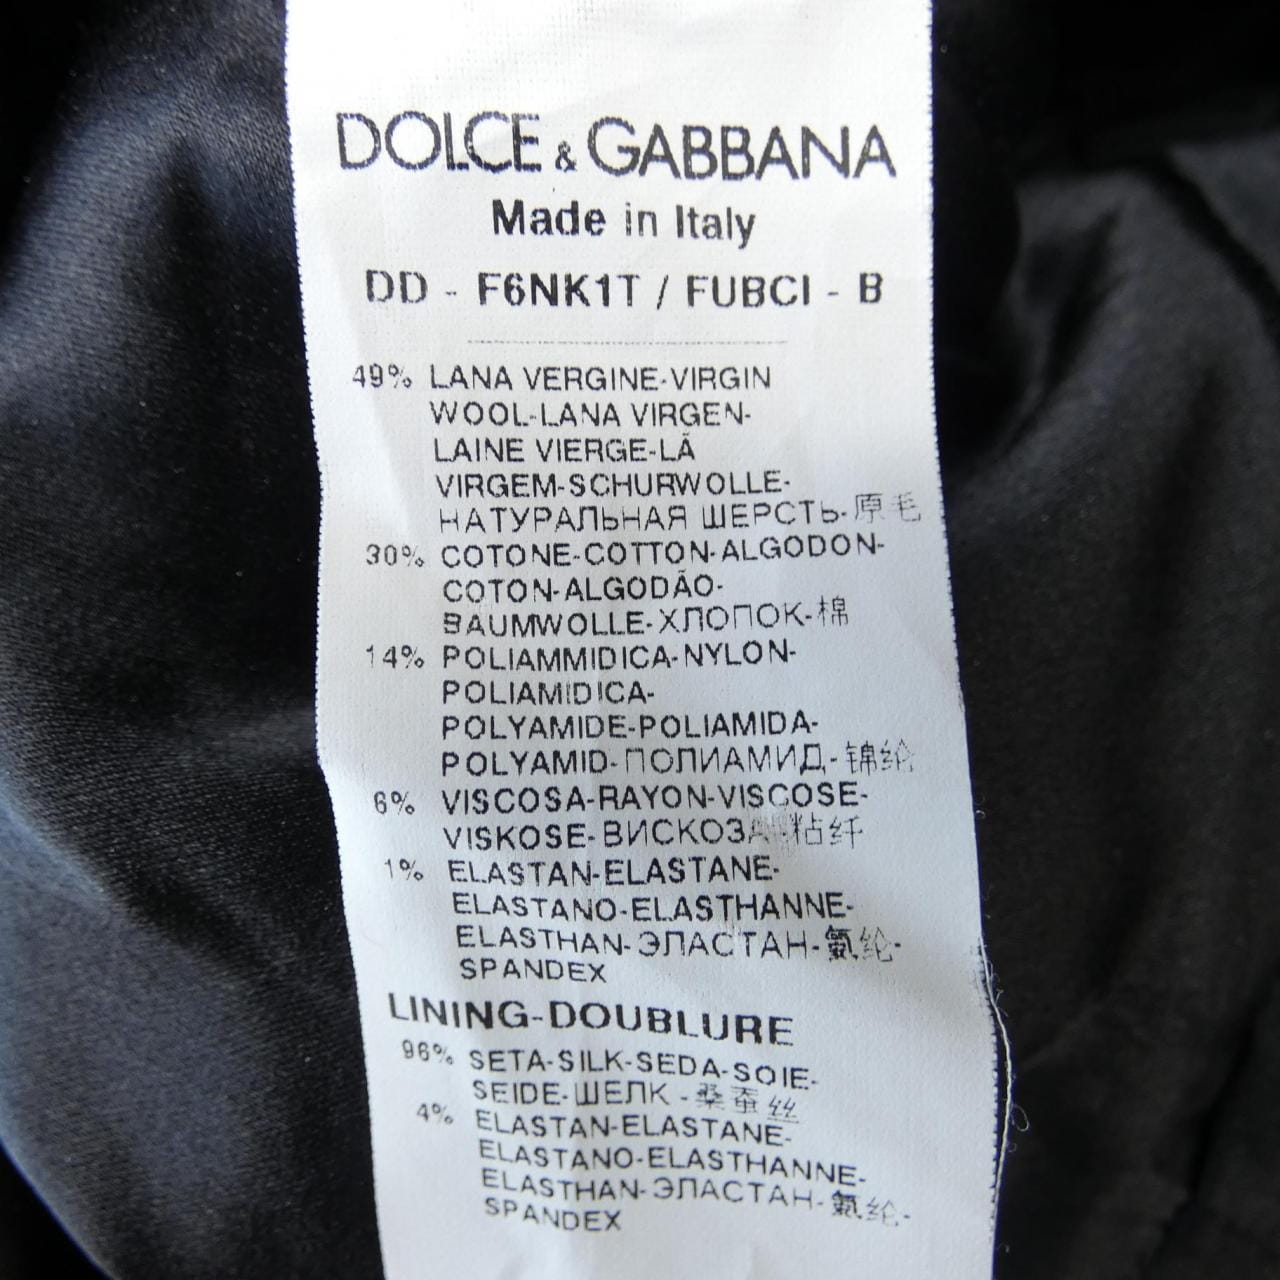 DOLCE & GABBANA
Made in Italy
DD - F6NK1T / FUBCI - B
49% LANA VERGINE-VIRGIN
WOOL-LANA VIRGEN-
LAINE VIERGE-LÃ
VIRGEM-SCHURWOLLE-
НАТУРАЛЬНАЯ ШЕРСТЬ-原毛
30% COTONE-COTTON-ALGODON-
COTON-ALGODÃO-
BAUMWOLLE-ХЛОПОК-棉
14% POLIAMMIDICA-NYLON-
POLIAMIDICA-
POLYAMIDE-POLIAMIDA-
POLYAMID-ПОЛИАМИД-锦纶
6% VISCOSA-RAYON-VISCOSE-
VISKOSE-ВИСКОЗА-粘纤
1% ELASTAN-ELASTANE-
ELASTANO-ELASTHANNE-
ELASTHAN-ЭЛАСТАН-氨纶-
SPANDEX
LINING-DOUBLURE
96% SETA-SILK-SEDA-SOIE-
SEIDE-ШЕЛК-桑蚕丝
4% ELASTAN-ELASTANE-
ELASTANO-ELASTHANNE-
ELASTHAN-ЭЛАСТАН-氨纶-
SPANDEX